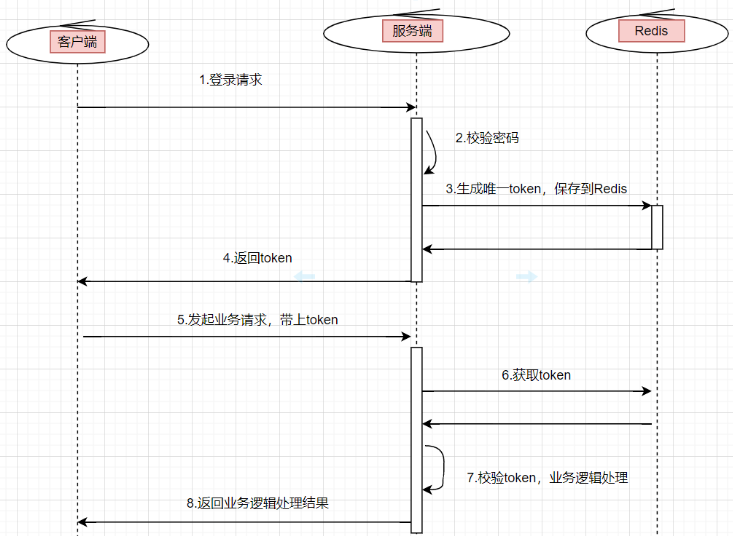 客户端
服务端
Redis
1.登录请求
2.校验密码
3.生成唯一token，保存到Redis
4.返回token
5.发起业务请求，带上token
6.获取token
7.校验token，业务逻辑处理
8.返回业务逻辑处理结果